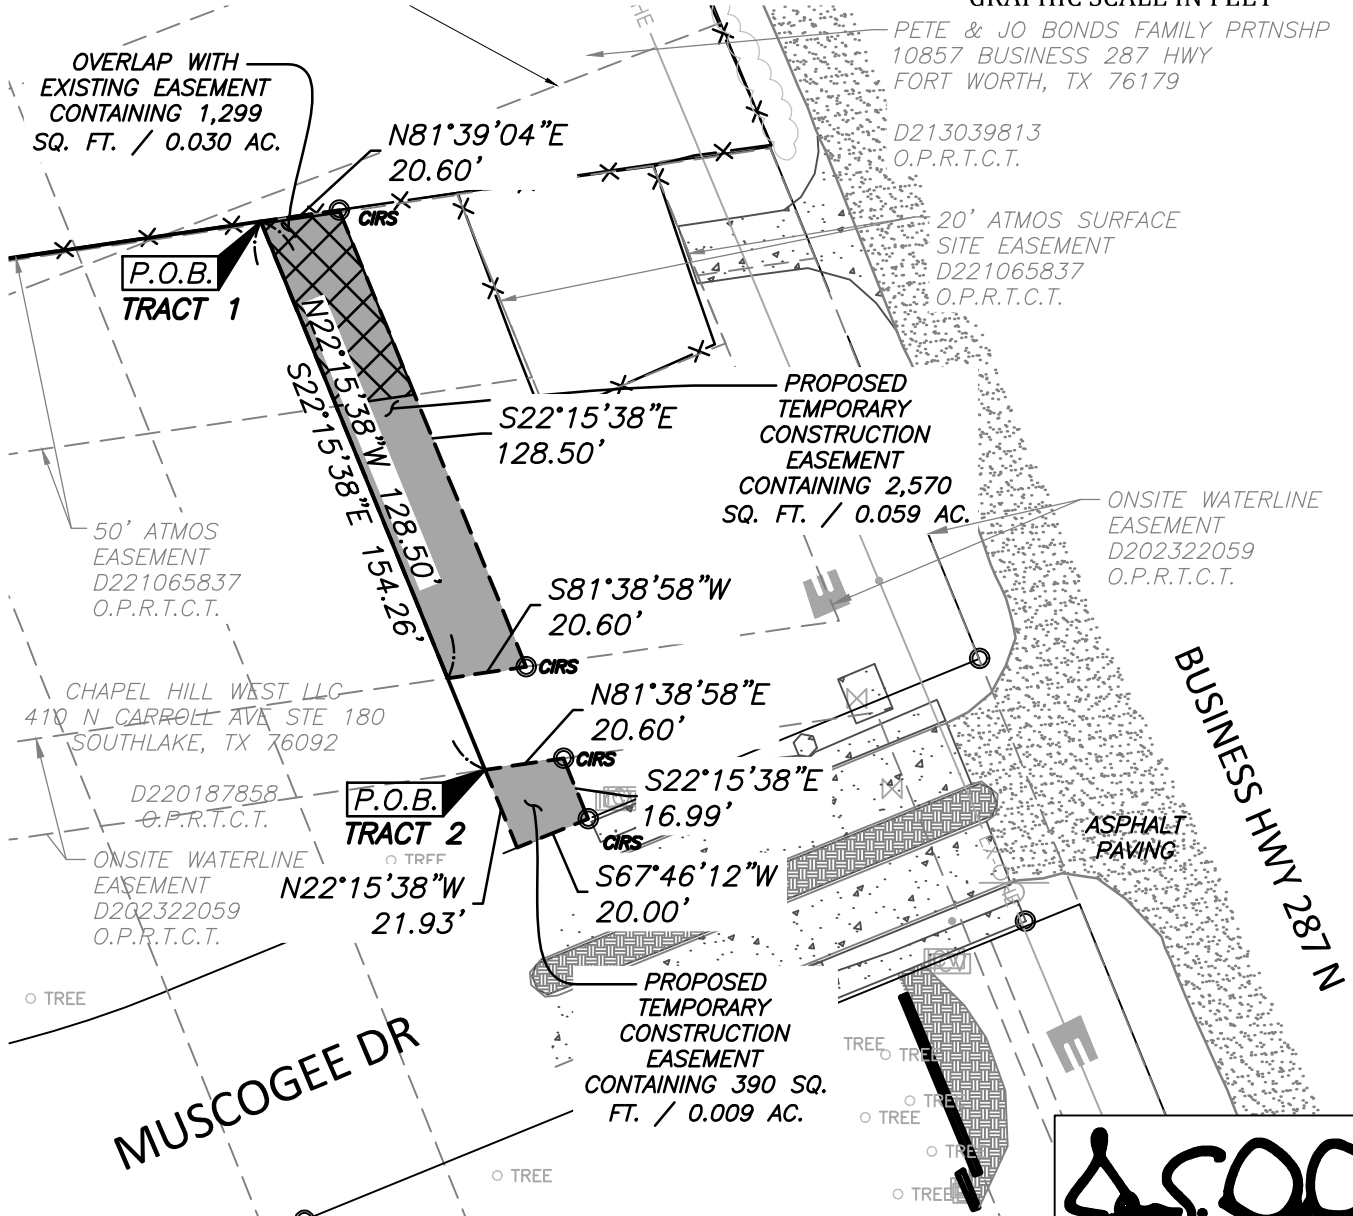 GRAPHIC SCALE IN FEET
PETE & JO BONDS FAMILY PRTNSHP
10857 BUSINESS 287 HWY
FORT WORTH, TX 76179
D213039813
O.P.R.T.C.T.
OVERLAP WITH
EXISTING EASEMENT
CONTAINING 1,299
SQ. FT. / 0.030 AC.
N81°39'04"E
20.60'
CIRS
20' ATMOS SURFACE
SITE EASEMENT
D221065837
O.P.R.T.C.T.
P.O.B.
TRACT 1
N22°15'38"W 128.50'
S22°15'38"E 154.26'
S22°15'38"E
128.50'
PROPOSED
TEMPORARY
CONSTRUCTION
EASEMENT
CONTAINING 2,570
SQ. FT. / 0.059 AC.
ONSITE WATERLINE
EASEMENT
D202322059
O.P.R.T.C.T.
50' ATMOS
EASEMENT
D221065837
O.P.R.T.C.T.
E
S81°38'58"W
20.60'
CIRS
CHAPEL HILL WEST LLC
410 N CARROLL AVE STE 180
SOUTHLAKE, TX 76092
D220187858
O.P.R.T.C.T.
N81°38'58"E
20.60'
CIRS
S22°15'38"E
16.99'
CIRS
P.O.B.
TRACT 2
TREE
ONSITE WATERLINE
EASEMENT
D202322059
O.P.R.T.C.T.
N22°15'38"W
21.93'
S67°46'12"W
20.00'
ASPHALT
PAVING
BUSINESS HWY 287 N
PROPOSED
TEMPORARY
CONSTRUCTION
EASEMENT
CONTAINING 390 SQ.
FT. / 0.009 AC.
TREE
MUSCOGEE DR
E
TREE
TREE
TREE
TREE
TREE
TREE
TREE